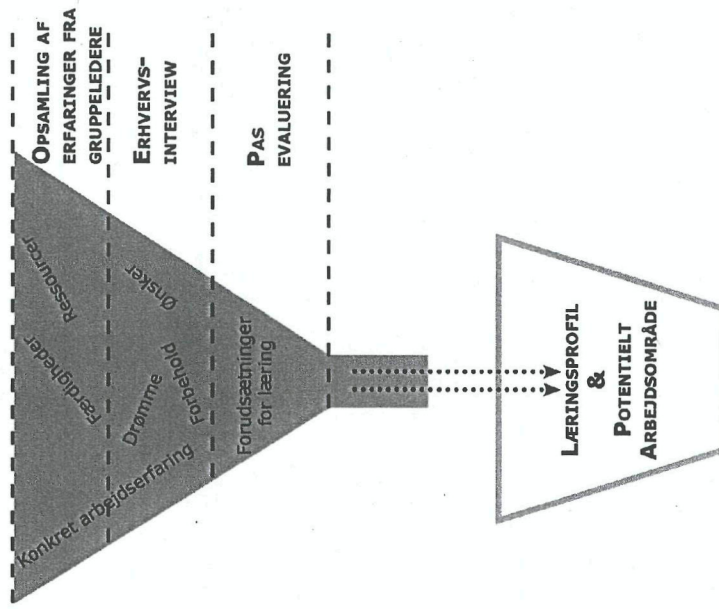 OPSAMLING AF
ERFARINGER FRA
GRUPPELEDERE
Ressourcer
Færdigheder
Konkret arbejdserfaring
ERHVERVS-
INTERVIEW
Ønsker
Drømme
Forbehold
PAS
EVALUERING
Forudsætninger
for læring
LÆRINGSPROFIL
&
POTENTIELT
ARBEJDSOMRÅDE